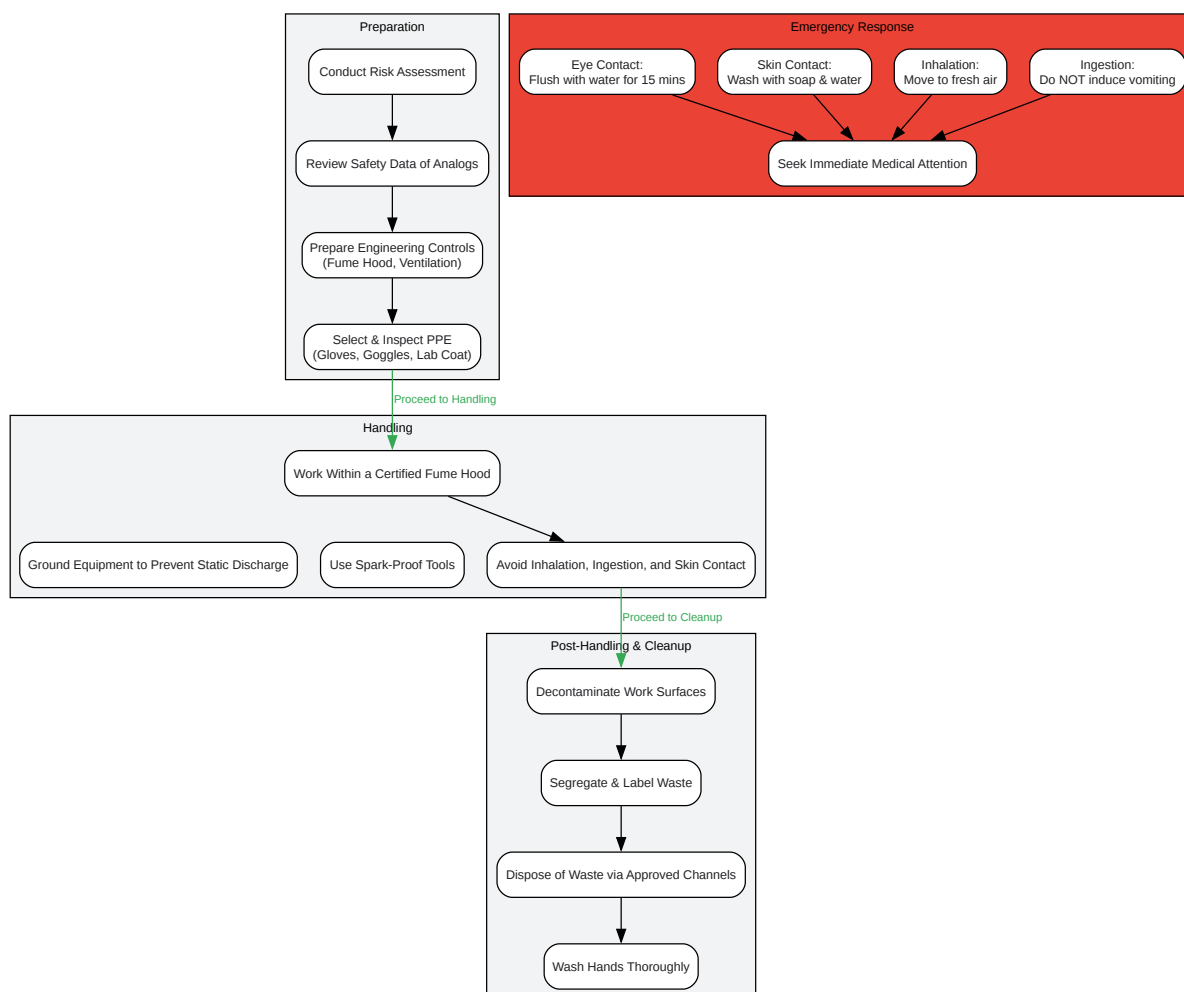 Preparation
Conduct Risk Assessment
Review Safety Data of Analogs
Prepare Engineering Controls
(Fume Hood, Ventilation)
Select & Inspect PPE
(Gloves, Goggles, Lab Coat)
Emergency Response
Eye Contact:
Flush with water for 15 mins
Skin Contact:
Wash with soap & water
Inhalation:
Move to fresh air
Ingestion:
Do NOT induce vomiting
Seek Immediate Medical Attention
Proceed to Handling
Handling
Work Within a Certified Fume Hood
Ground Equipment to Prevent Static Discharge
Use Spark-Proof Tools
Avoid Inhalation, Ingestion, and Skin Contact
Proceed to Cleanup
Post-Handling & Cleanup
Decontaminate Work Surfaces
Segregate & Label Waste
Dispose of Waste via Approved Channels
Wash Hands Thoroughly